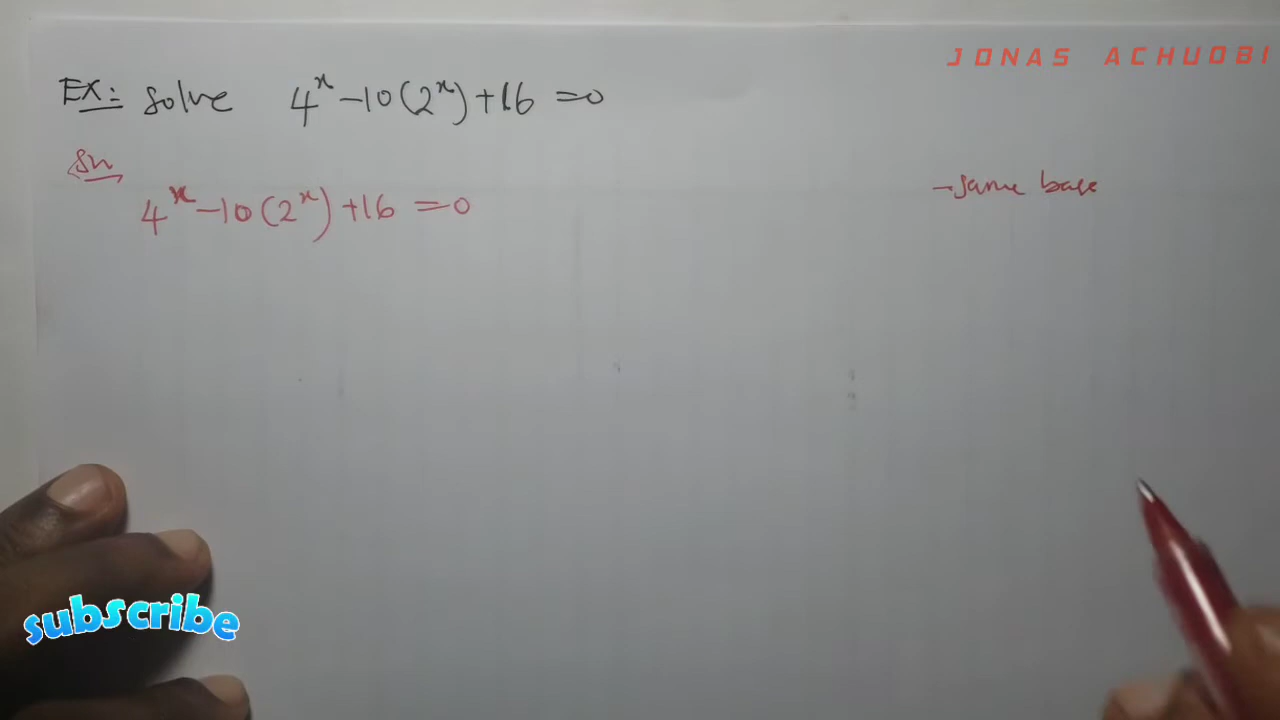 JONAS ACHUOBI
EX: solve 4^x - 10(2^x) + 16 = 0
Sn
4^x - 10(2^x) + 16 = 0
- same base
subscribe